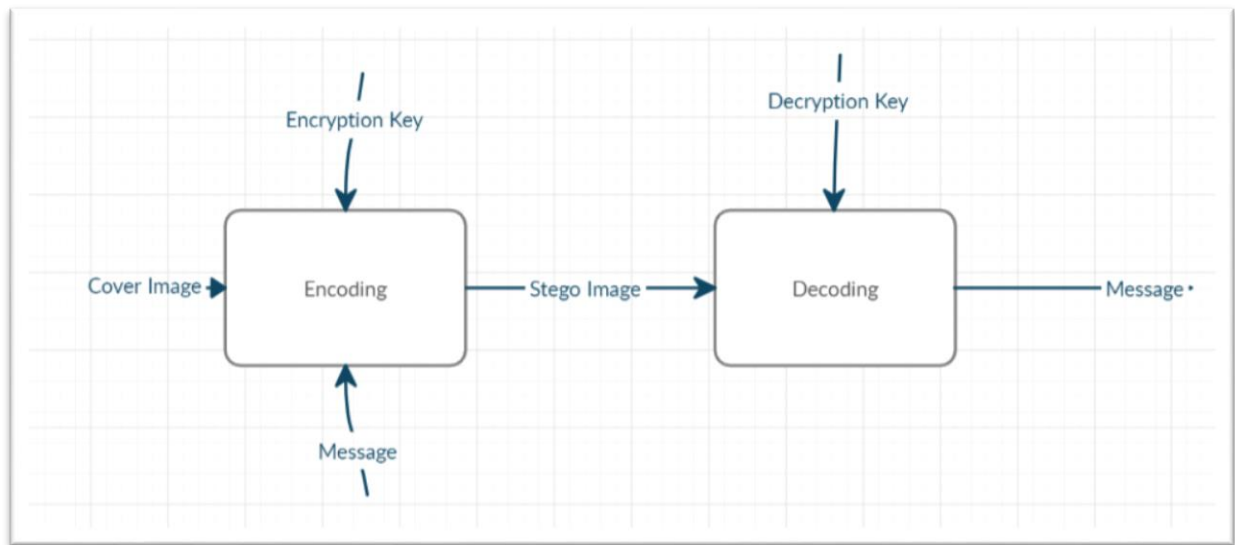 Decryption Key
Encryption Key
Cover Image
Encoding
Stego Image
Decoding
Message
Message